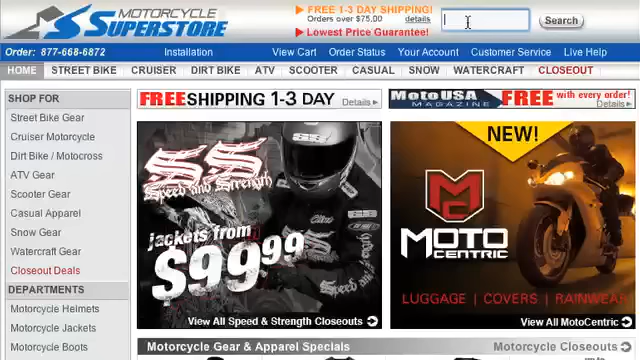 MOTORCYCLE
SUPERSTORE
FREE 1-3 DAY SHIPPING!
Orders over $75.00 details
Lowest Price Guarantee!
Search
Order: 877-668-6872 Installation View Cart Order Status Your Account Customer Service Live Help
HOME STREET BIKE CRUISER DIRT BIKE ATV SCOOTER CASUAL SNOW WATERCRAFT CLOSEOUT
SHOP FOR
Street Bike Gear
Cruiser Motorcycle
Dirt Bike / Motocross
ATV Gear
Scooter Gear
Casual Apparel
Snow Gear
Watercraft Gear
Closeout Deals
DEPARTMENTS
Motorcycle Helmets
Motorcycle Jackets
Motorcycle Boots
FREE SHIPPING 1-3 DAY Details
MotoUSA MAGAZINE FREE with every order! Details
SS
Speed and Strength
jackets from
$99.99
View All Speed & Strength Closeouts
NEW!
MC
MOTO
CENTRIC
LUGGAGE | COVERS | RAINWEAR
View All MotoCentric
Motorcycle Gear & Apparel Specials Motorcycle Closeouts